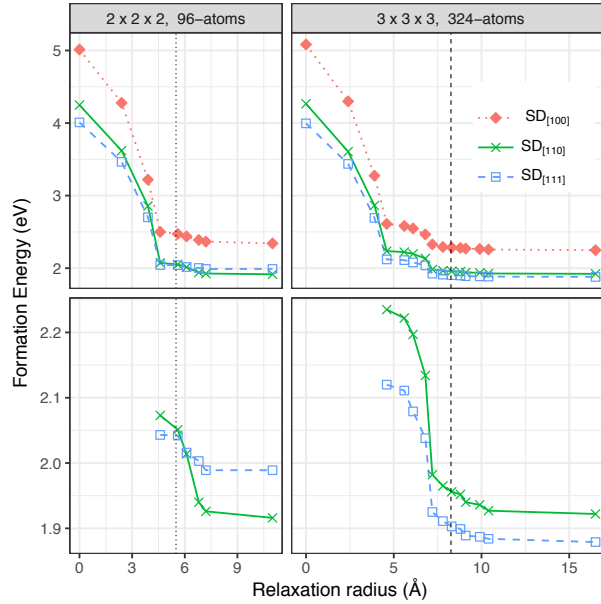 2 x 2 x 2, 96−atoms
3 x 3 x 3, 324−atoms
Formation Energy (eV)
5
4
3
2
2.2
2.1
2.0
1.9
SD[100]
SD[110]
SD[111]
0 3 6 9
0 5 10 15
Relaxation radius (Å)